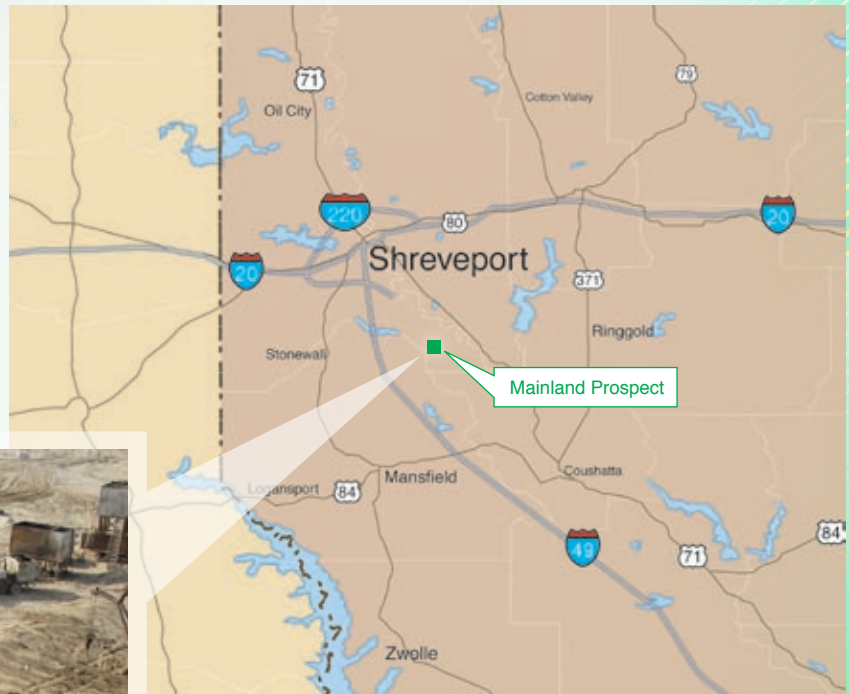 71
79
Oil City
Cotton Valley
220
80
20
Shreveport
20
371
Ringgold
Stonewall
Mainland Prospect
Mansfield
Coushatta
Logansport
84
84
49
71
Zwolle